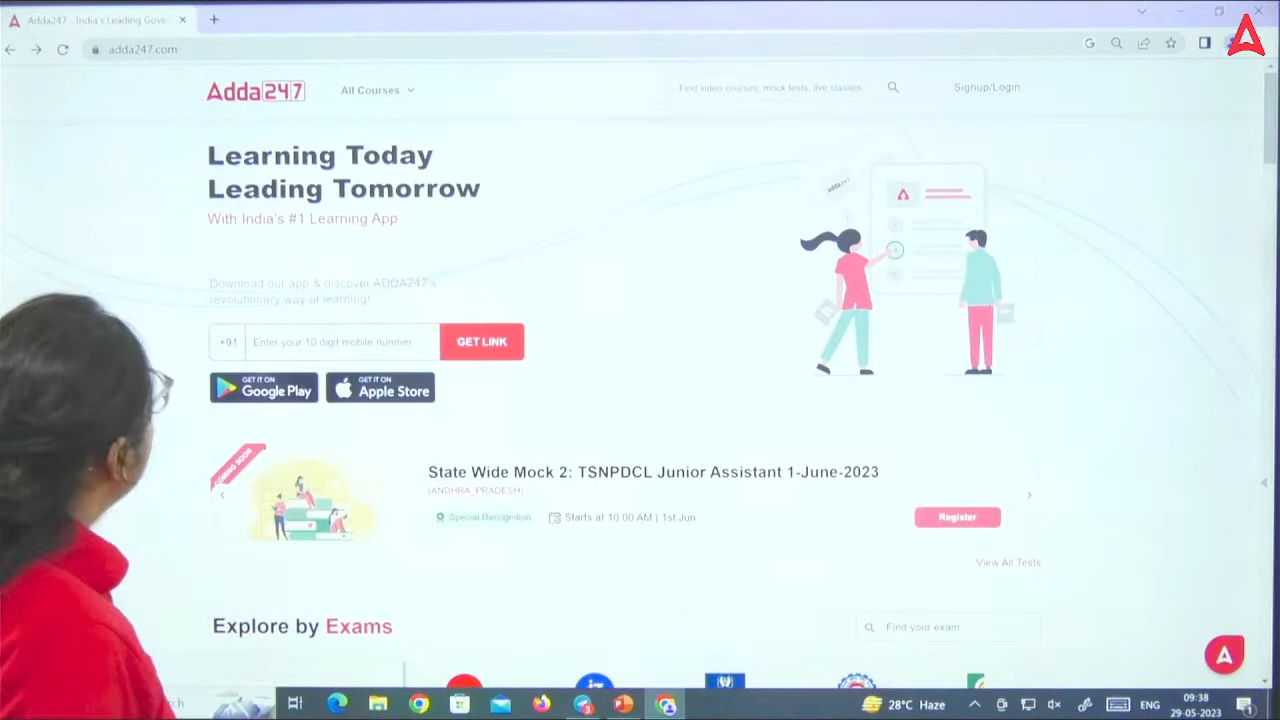 Adda247 India's Leading Gove
adda247.com
Adda247
All Courses
Find video courses, mock tests, live classes
Signup/Login
Learning Today
Leading Tomorrow
With India's #1 Learning App
Download our app & discover ADDA247's
revolutionary way of learning!
+91
Enter your 10 digit mobile number
GET LINK
GET IT ON
Google Play
GET IT ON
Apple Store
COMING SOON
State Wide Mock 2: TSNPDCL Junior Assistant 1-June-2023
(ANDHRA_PRADESH)
Special Recognition
Starts at 10:00 AM | 1st Jun
Register
View All Tests
Explore by Exams
Find your exam
28°C Haze
ENG
09:38
29-05-2023